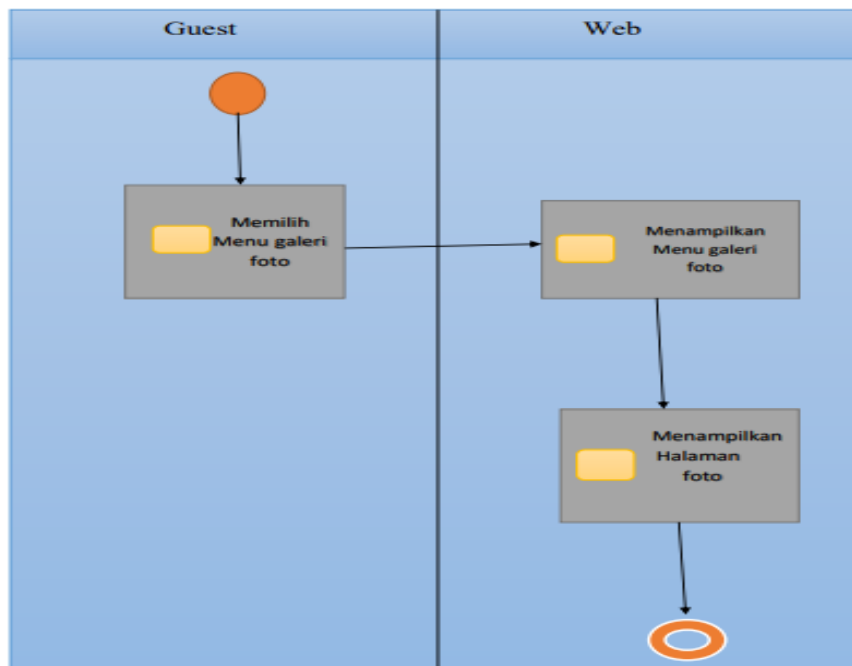 Guest
Web
Memilih
Menu galeri
foto
Menampilkan
Menu galeri
foto
Menampilkan
Halaman
foto